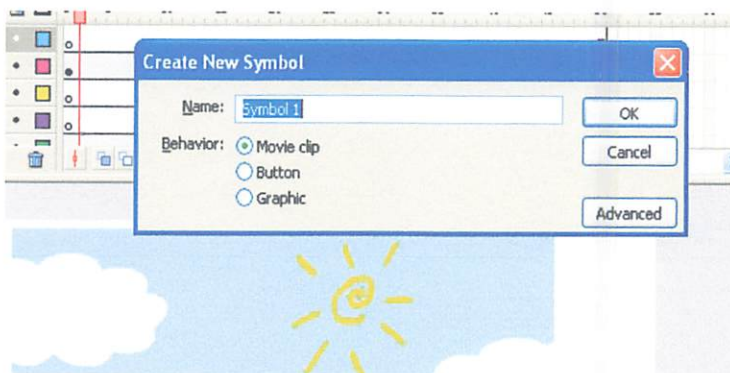 Create New Symbol
Name: Symbol 1 OK
Behavior: Movie clip Cancel
Button
Graphic
Advanced